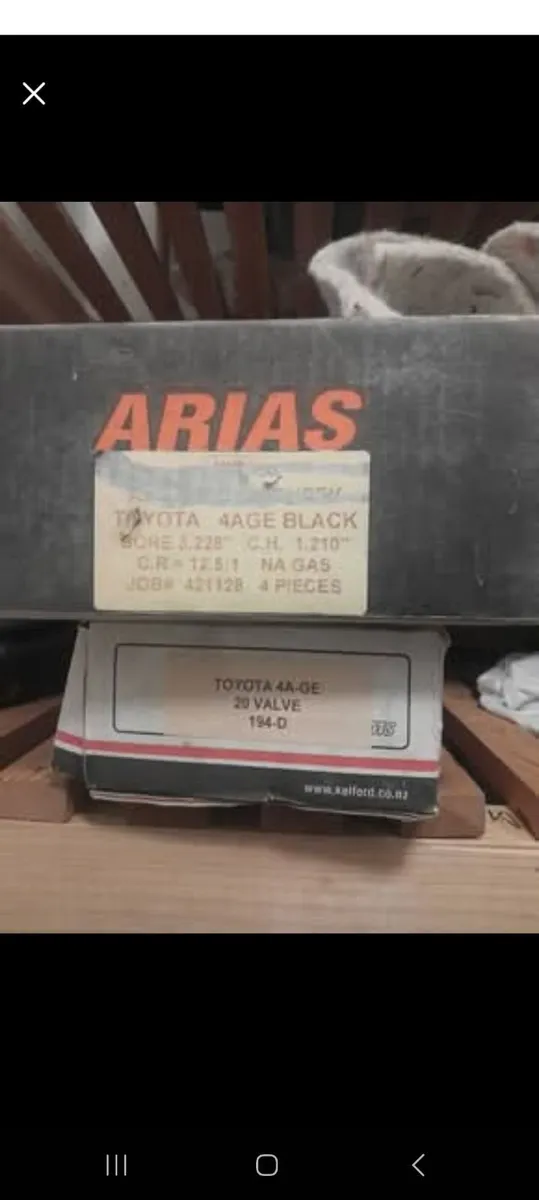 ARIAS
TOYOTA 4AGE BLACK
BORE 3.228" C.H. 1.210"
C.R = 12.5/1 NA GAS
JOB# 421128 4 PIECES
TOYOTA 4A-GE
20 VALVE
194-D
www.kelford.co.nz